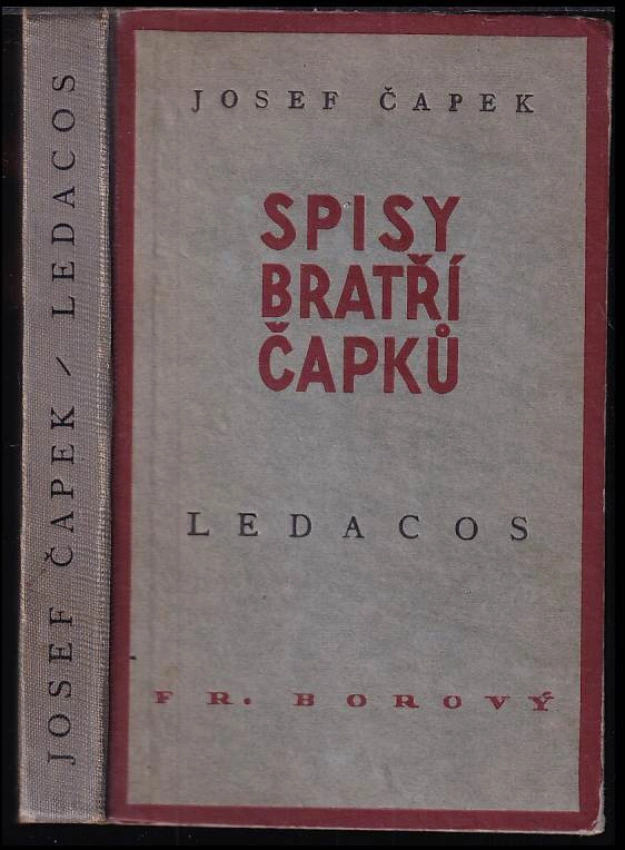 JOSEF ČAPEK / LEDACOS
JOSEF ČAPEK
SPISY
BRATŘÍ
ČAPKŮ
LEDACOS
FR. BOROVÝ